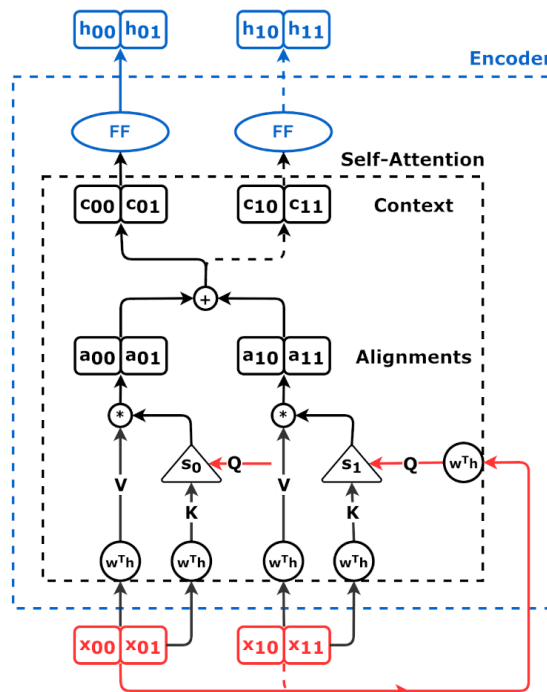 h00 h01 h10 h11
Encoder
FF FF
Self-Attention
c00 c01 c10 c11 Context
+
a00 a01 a10 a11 Alignments
* *
s0 Q s1 Q wTh
V K V K
wTh wTh wTh wTh
x00 x01 x10 x11